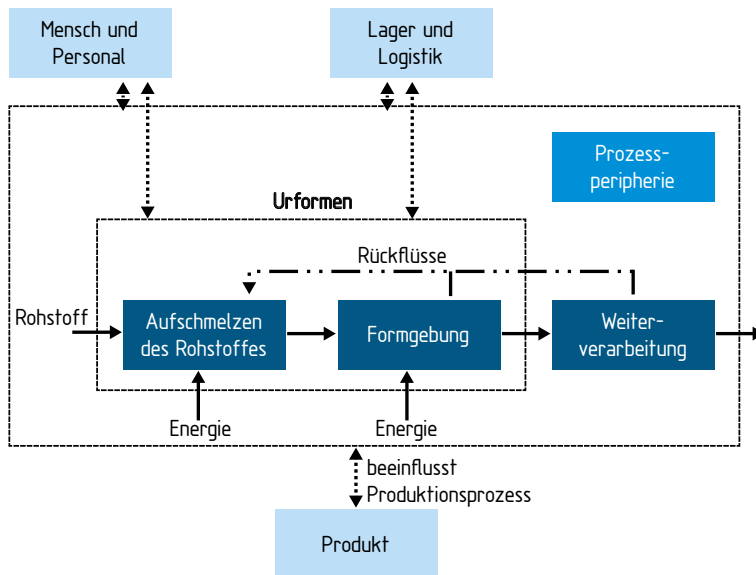 Mensch und
Personal
Lager und
Logistik
Prozess-
peripherie
Urformen
Rückflüsse
Rohstoff
Aufschmelzen
des Rohstoffes
Formgebung
Weiter-
verarbeitung
Energie
Energie
beeinflusst
Produktionsprozess
Produkt